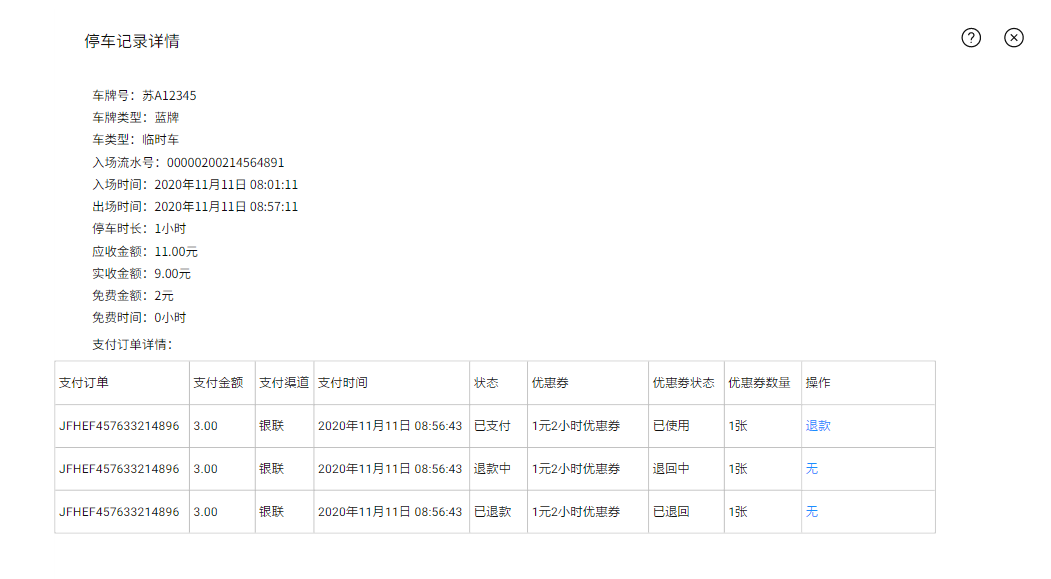 停车记录详情
车牌号：苏A12345
车牌类型：蓝牌
车类型：临时车
入场流水号：00000200214564891
入场时间：2020年11月11日 08:01:11
出场时间：2020年11月11日 08:57:11
停车时长：1小时
应收金额：11.00元
实收金额：9.00元
免费金额：2元
免费时间：0小时
支付订单详情：
支付订单 支付金额 支付渠道 支付时间 状态 优惠券 优惠券状态 优惠券数量 操作
JFHEF457633214896 3.00 银联 2020年11月11日 08:56:43 已支付 1元2小时优惠券 已使用 1张 退款
JFHEF457633214896 3.00 银联 2020年11月11日 08:56:43 退款中 1元2小时优惠券 退回中 1张 无
JFHEF457633214896 3.00 银联 2020年11月11日 08:56:43 已退款 1元2小时优惠券 已退回 1张 无